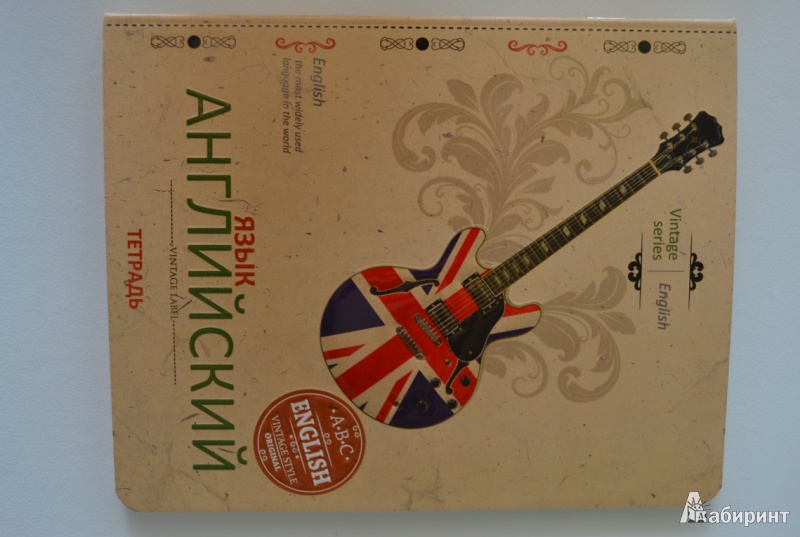 Vintage
series
English
English
the most widely used
language in the world
ЯЗЫК
АНГЛИЙСКИЙ
VINTAGE LABEL
ТЕТРАДЬ
A•B•C
ENGLISH
VINTAGE STYLE
ORIGINAL
Лабиринт